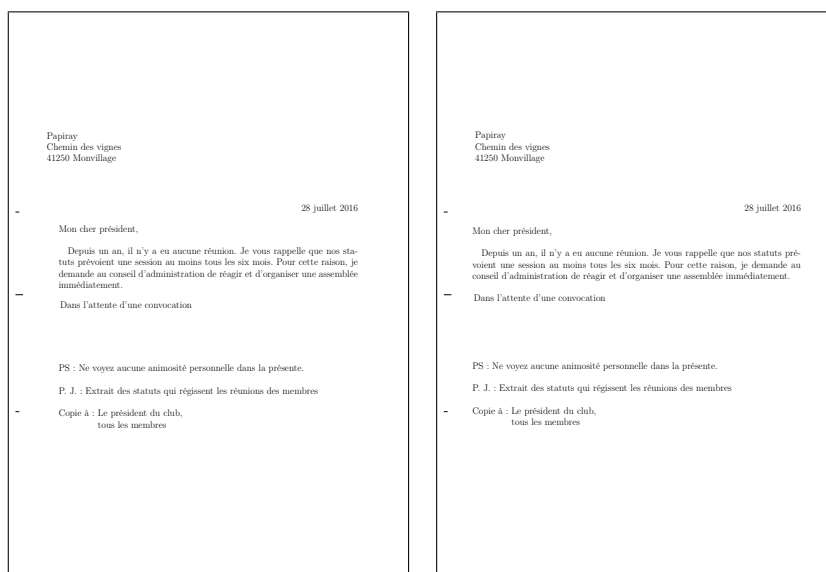 Papiray
Chemin des vignes
41250 Monvillage
28 juillet 2016
Mon cher président,
Depuis un an, il n'y a eu aucune réunion. Je vous rappelle que nos sta-
tuts prévoient une session au moins tous les six mois. Pour cette raison, je
demande au conseil d'administration de réagir et d'organiser une assemblée
immédiatement.
Dans l'attente d'une convocation
PS : Ne voyez aucune animosité personnelle dans la présente.
P. J. : Extrait des statuts qui régissent les réunions des membres
Copie à : Le président du club,
tous les membres
Papiray
Chemin des vignes
41250 Monvillage
28 juillet 2016
Mon cher président,
Depuis un an, il n'y a eu aucune réunion. Je vous rappelle que nos statuts pré-
voient une session au moins tous les six mois. Pour cette raison, je demande au
conseil d'administration de réagir et d'organiser une assemblée immédiatement.
Dans l'attente d'une convocation
PS : Ne voyez aucune animosité personnelle dans la présente.
P. J. : Extrait des statuts qui régissent les réunions des membres
Copie à : Le président du club,
tous les membres